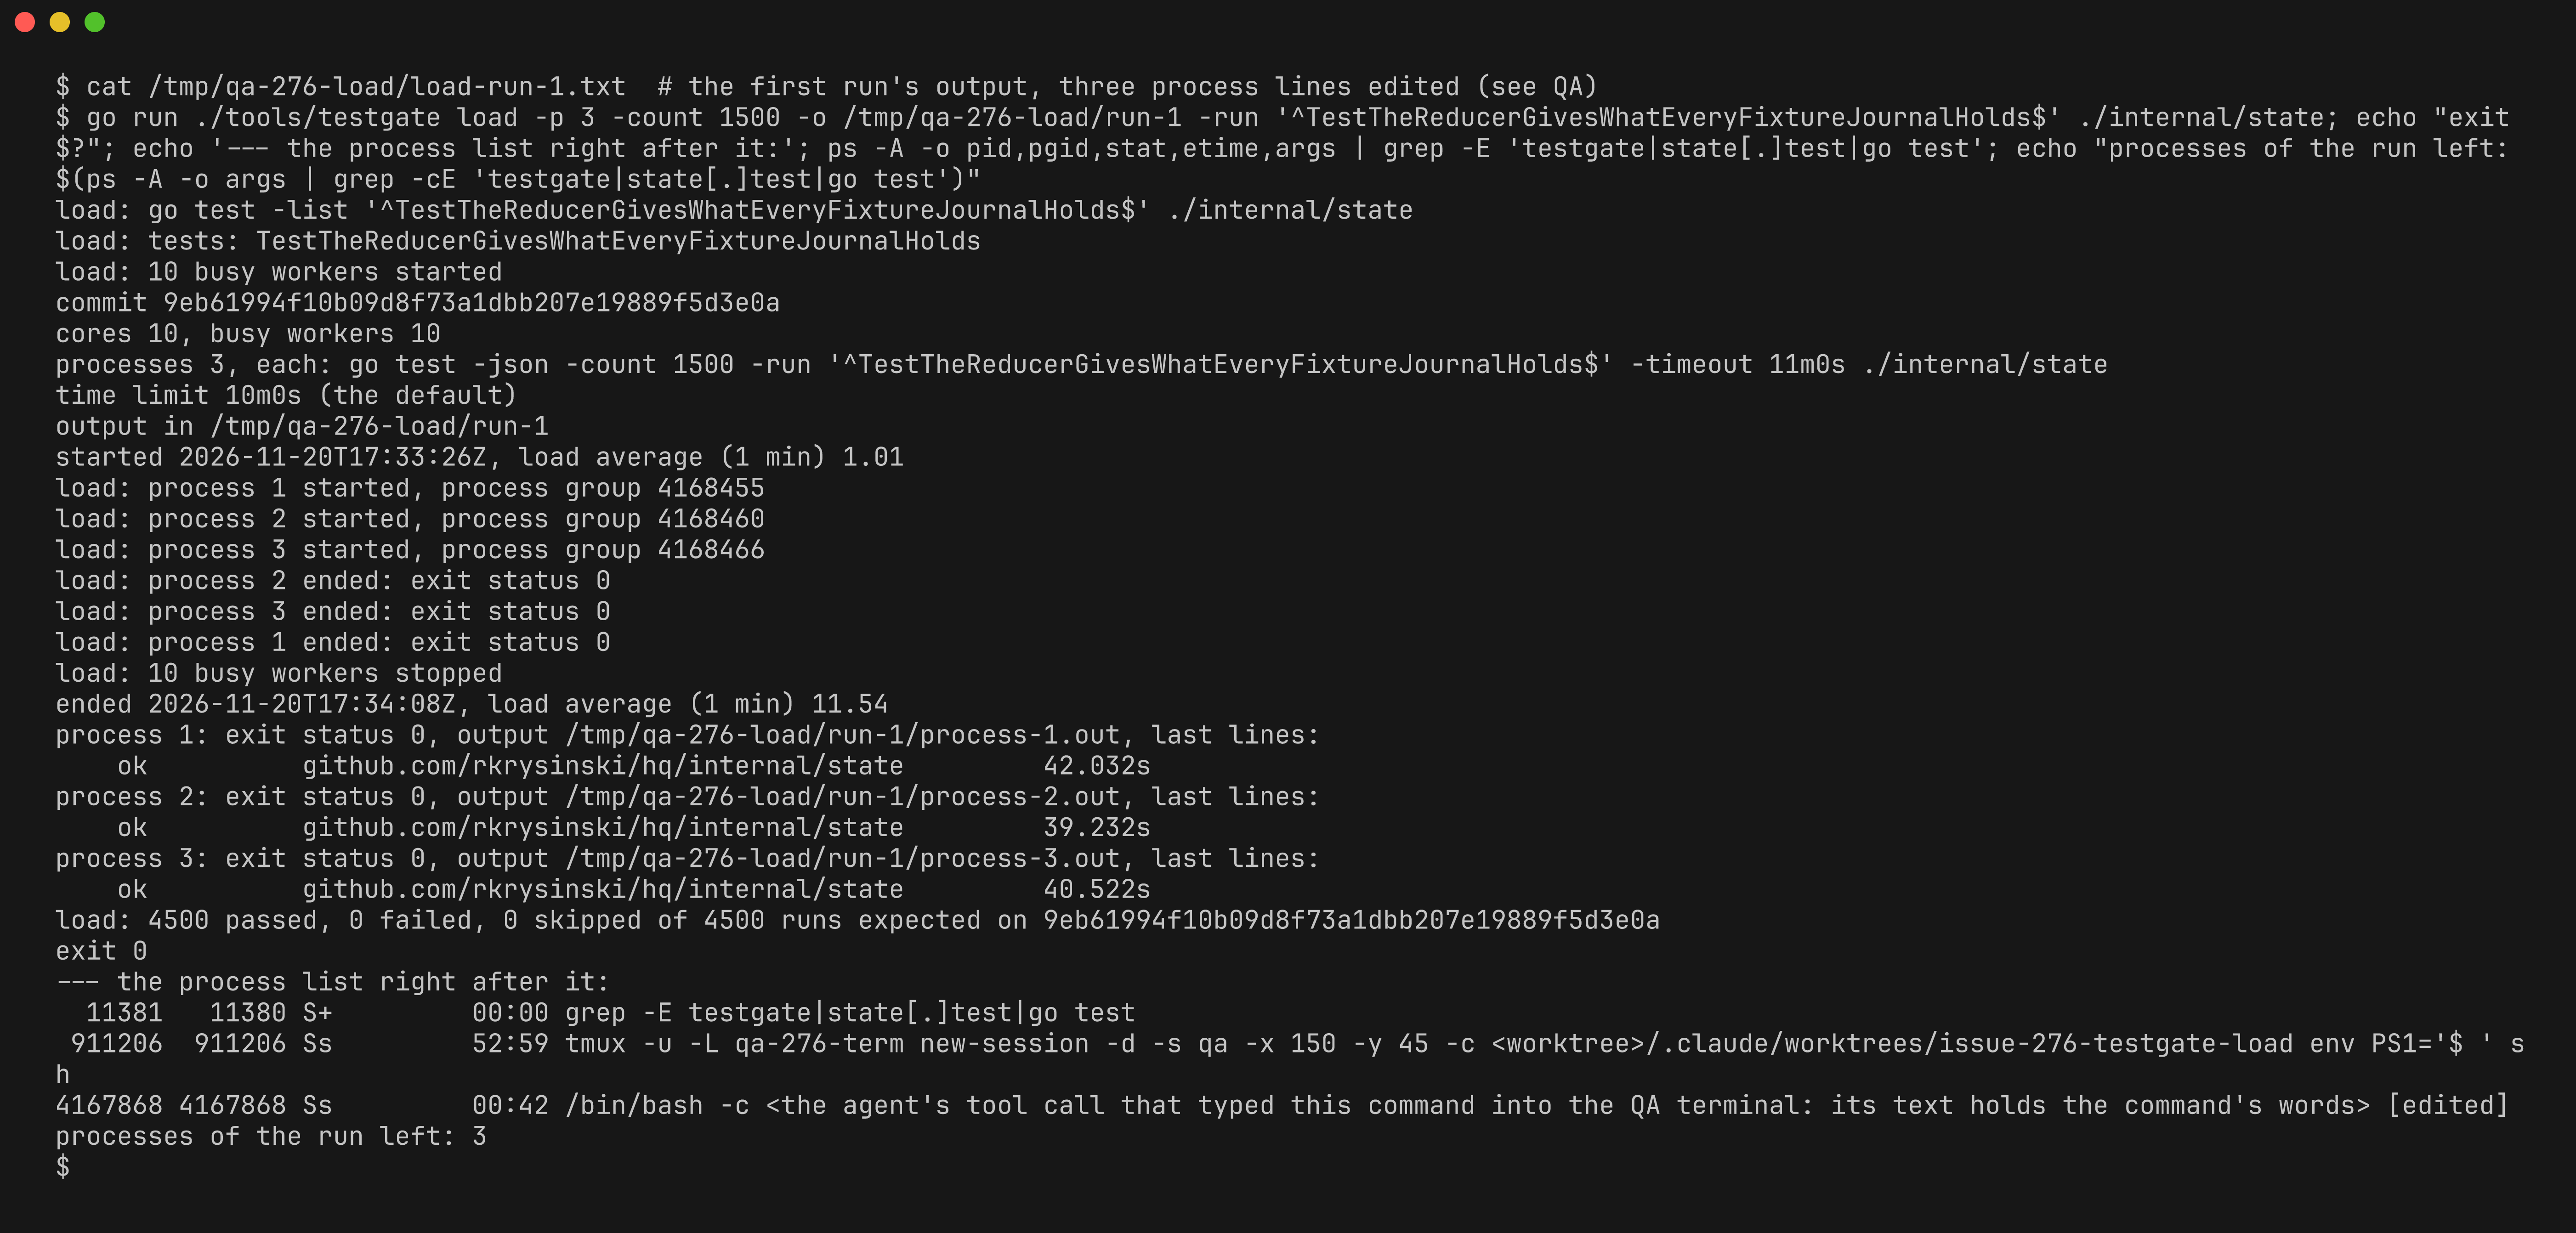 $ cat /tmp/qa-276-load/load-run-1.txt  # the first run's output, three process lines edited (see QA)
$ go run ./tools/testgate load -p 3 -count 1500 -o /tmp/qa-276-load/run-1 -run '^TestTheReducerGivesWhatEveryFixtureJournalHolds$' ./internal/state; echo "exit
$?"; echo '--- the process list right after it:'; ps -A -o pid,pgid,stat,etime,args | grep -E 'testgate|state[.]test|go test'; echo "processes of the run left:
$(ps -A -o args | grep -cE 'testgate|state[.]test|go test')"
load: go test -list '^TestTheReducerGivesWhatEveryFixtureJournalHolds$' ./internal/state
load: tests: TestTheReducerGivesWhatEveryFixtureJournalHolds
load: 10 busy workers started
commit 9eb61994f10b09d8f73a1dbb207e19889f5d3e0a
cores 10, busy workers 10
processes 3, each: go test -json -count 1500 -run '^TestTheReducerGivesWhatEveryFixtureJournalHolds$' -timeout 11m0s ./internal/state
time limit 10m0s (the default)
output in /tmp/qa-276-load/run-1
started 2026-11-20T17:33:26Z, load average (1 min) 1.01
load: process 1 started, process group 4168455
load: process 2 started, process group 4168460
load: process 3 started, process group 4168466
load: process 2 ended: exit status 0
load: process 3 ended: exit status 0
load: process 1 ended: exit status 0
load: 10 busy workers stopped
ended 2026-11-20T17:34:08Z, load average (1 min) 11.54
process 1: exit status 0, output /tmp/qa-276-load/run-1/process-1.out, last lines:
    ok          github.com/rkrysinski/hq/internal/state         42.032s
process 2: exit status 0, output /tmp/qa-276-load/run-1/process-2.out, last lines:
    ok          github.com/rkrysinski/hq/internal/state         39.232s
process 3: exit status 0, output /tmp/qa-276-load/run-1/process-3.out, last lines:
    ok          github.com/rkrysinski/hq/internal/state         40.522s
load: 4500 passed, 0 failed, 0 skipped of 4500 runs expected on 9eb61994f10b09d8f73a1dbb207e19889f5d3e0a
exit 0
--- the process list right after it:
  11381   11380 S+         00:00 grep -E testgate|state[.]test|go test
 911206  911206 Ss         52:59 tmux -u -L qa-276-term new-session -d -s qa -x 150 -y 45 -c <worktree>/.claude/worktrees/issue-276-testgate-load env PS1='$ ' s
h
4167868 4167868 Ss         00:42 /bin/bash -c <the agent's tool call that typed this command into the QA terminal: its text holds the command's words> [edited]
processes of the run left: 3
$